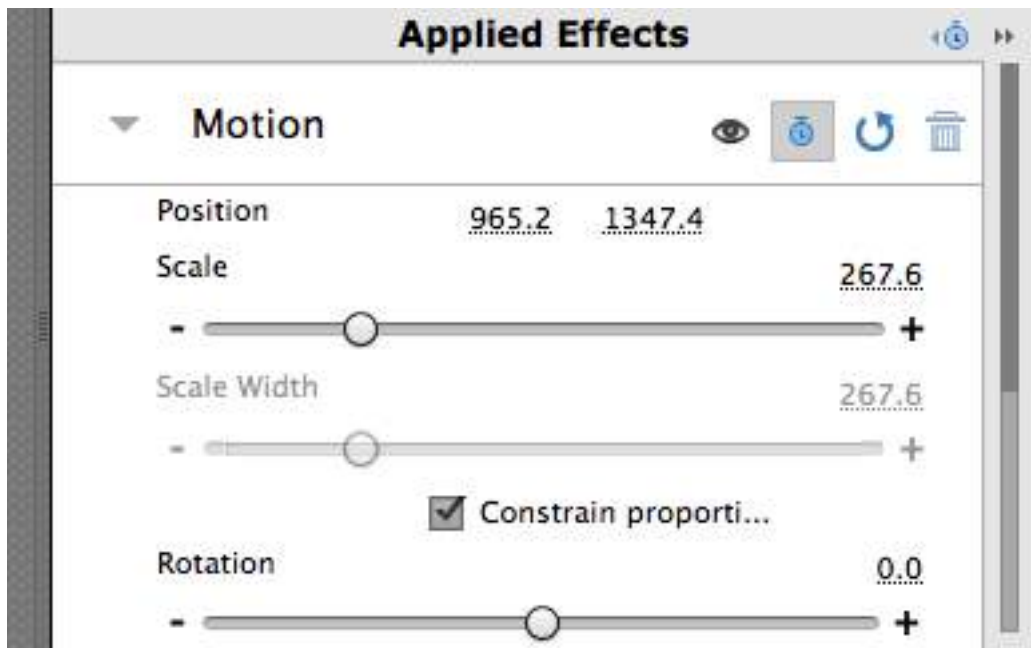 Applied Effects
Motion
Position 965.2 1347.4
Scale 267.6
- +
Scale Width 267.6
- +
Constrain proporti...
Rotation 0.0
- +